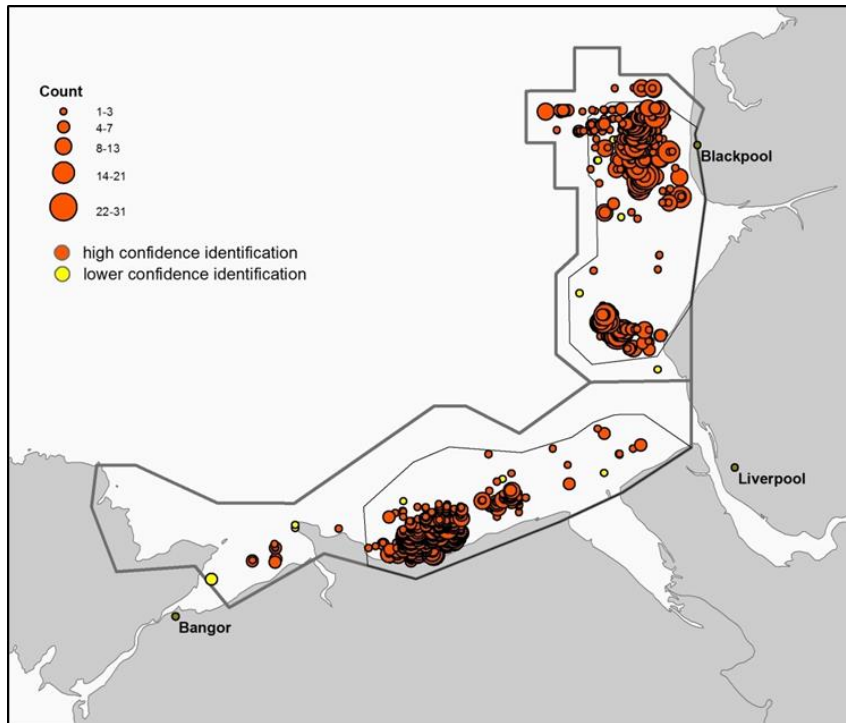 Count
1-3
4-7
8-13
14-21
22-31
high confidence identification
lower confidence identification
Blackpool
Liverpool
Bangor